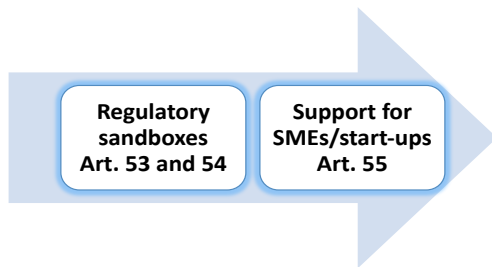 Regulatory
sandboxes
Art. 53 and 54
Support for
SMEs/start-ups
Art. 55